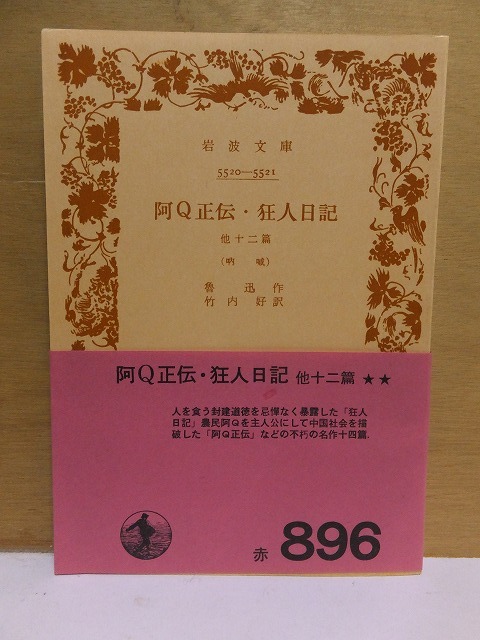 岩波文庫
5520—5521
阿Q正伝・狂人日記
他十二篇
(吶喊)
魯迅作
竹内好訳
阿Q正伝・狂人日記 他十二篇 ★★
人を食う封建道徳を忌憚なく暴露した「狂人
日記」農民阿Qを主人公にして中国社会を描
破した「阿Q正伝」などの不朽の名作十四篇.
赤 896